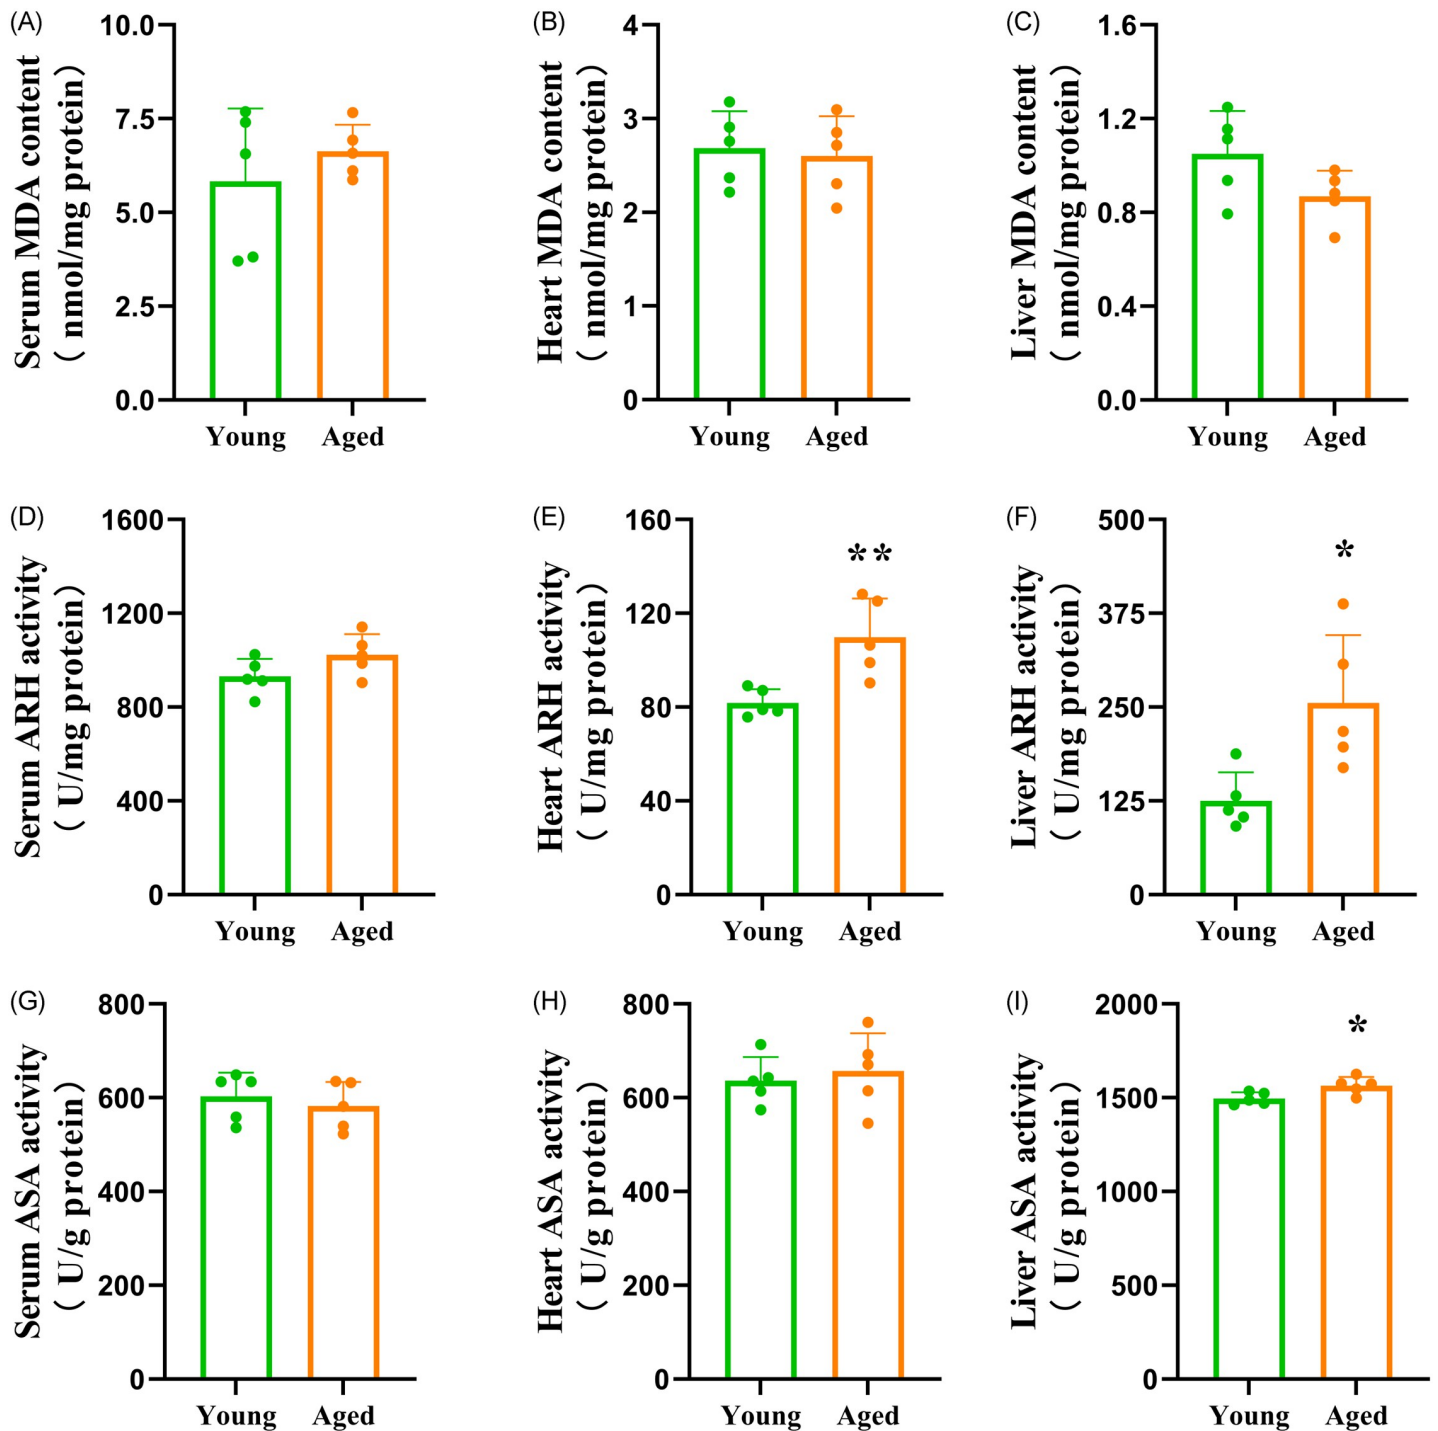 (A)
Serum MDA content
( nmol/mg protein)
10.0
7.5
5.0
2.5
0.0
Young Aged
(B)
Heart MDA content
( nmol/mg protein)
4
3
2
1
0
Young Aged
(C)
Liver MDA content
( nmol/mg protein)
1.6
1.2
0.8
0.4
0.0
Young Aged
(D)
Serum ARH activity
( U/mg protein)
1600
1200
800
400
0
Young Aged
(E)
Heart ARH activity
( U/mg protein)
160
120
80
40
0
**
Young Aged
(F)
Liver ARH activity
( U/mg protein)
500
375
250
125
0
*
Young Aged
(G)
Serum ASA activity
( U/g protein)
800
600
400
200
0
Young Aged
(H)
Heart ASA activity
( U/g protein)
800
600
400
200
0
Young Aged
(I)
Liver ASA activity
( U/g protein)
2000
1500
1000
500
0
*
Young Aged